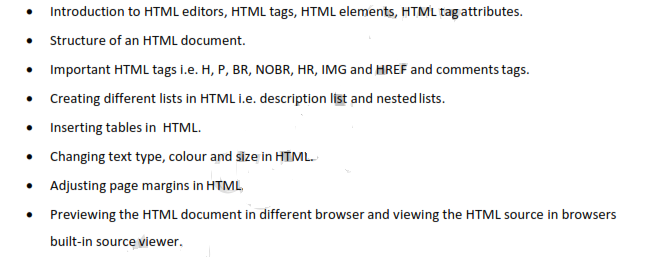 • Introduction to HTML editors, HTML tags, HTML elements, HTML tag attributes.
• Structure of an HTML document.
• Important HTML tags i.e. H, P, BR, NOBR, HR, IMG and HREF and comments tags.
• Creating different lists in HTML i.e. description list and nested lists.
• Inserting tables in HTML.
• Changing text type, colour and size in HTML.
• Adjusting page margins in HTML
• Previewing the HTML document in different browser and viewing the HTML source in browsers
built-in source viewer.